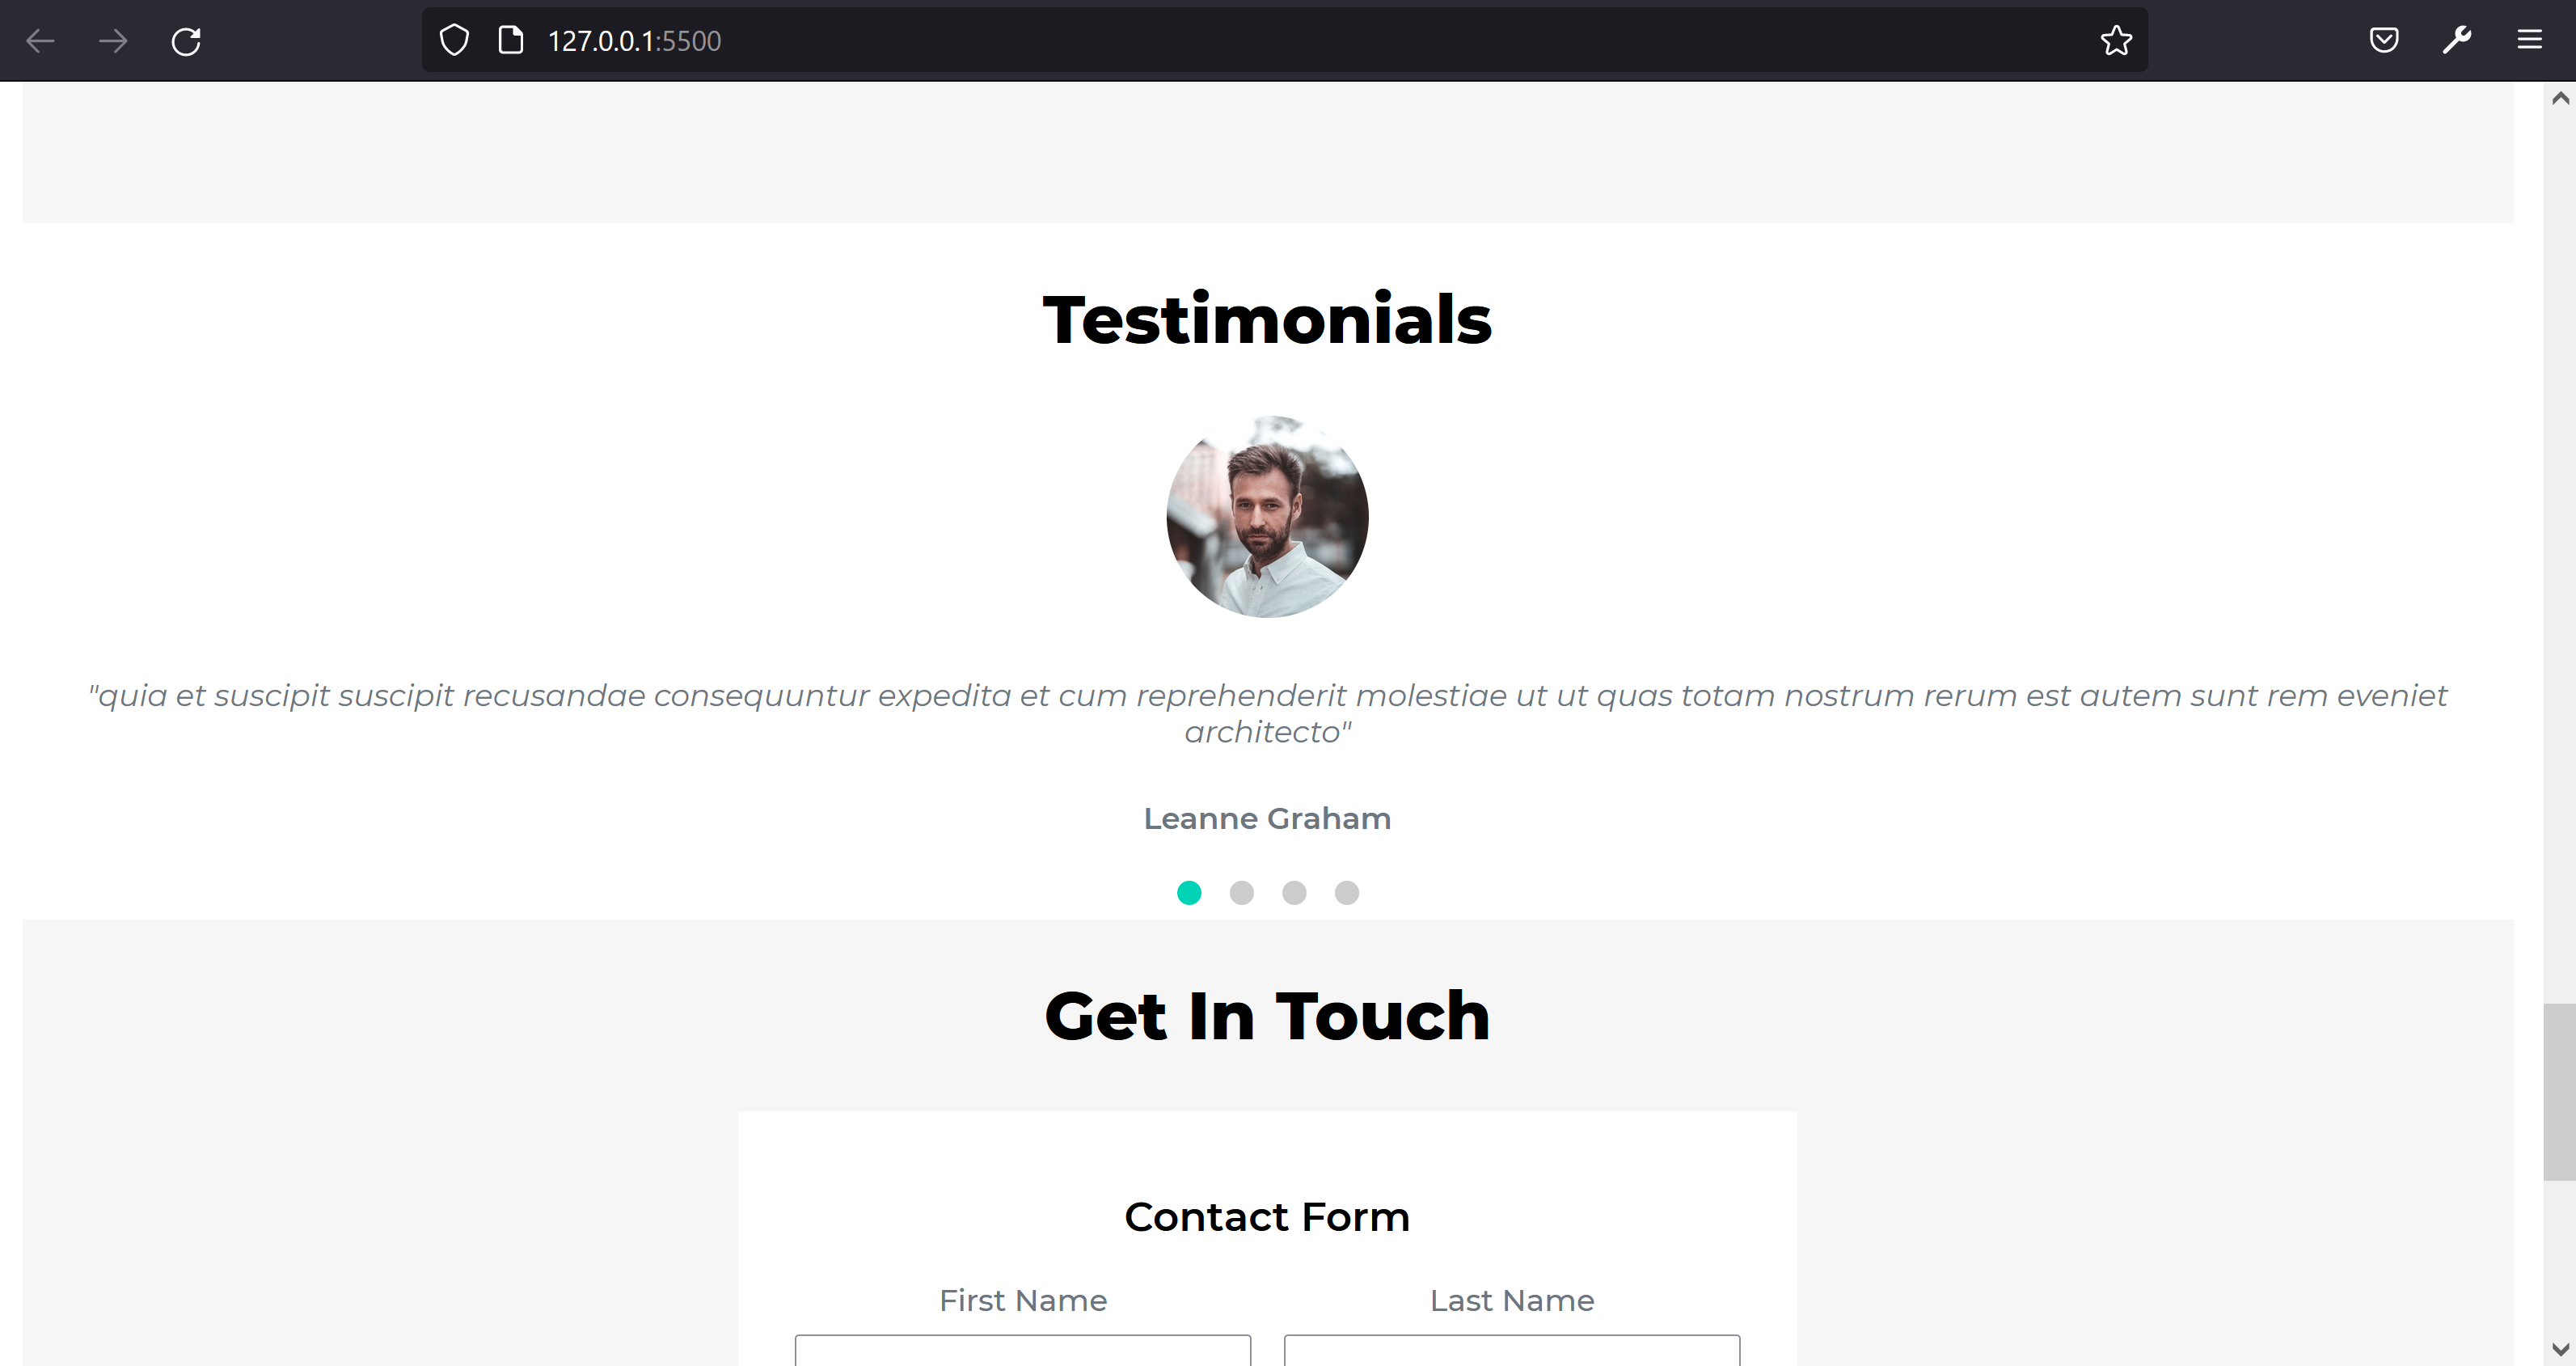 127.0.0.1:5500
Testimonials
"quia et suscipit suscipit recusandae consequuntur expedita et cum reprehenderit molestiae ut ut quas totam nostrum rerum est autem sunt rem eveniet
architecto"
Leanne Graham
Get In Touch
Contact Form
First Name Last Name